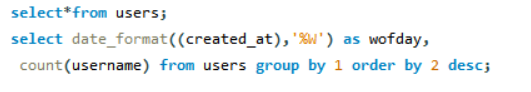 select*from users;
select date_format((created_at),'%W') as wofday,
count(username) from users group by 1 order by 2 desc;